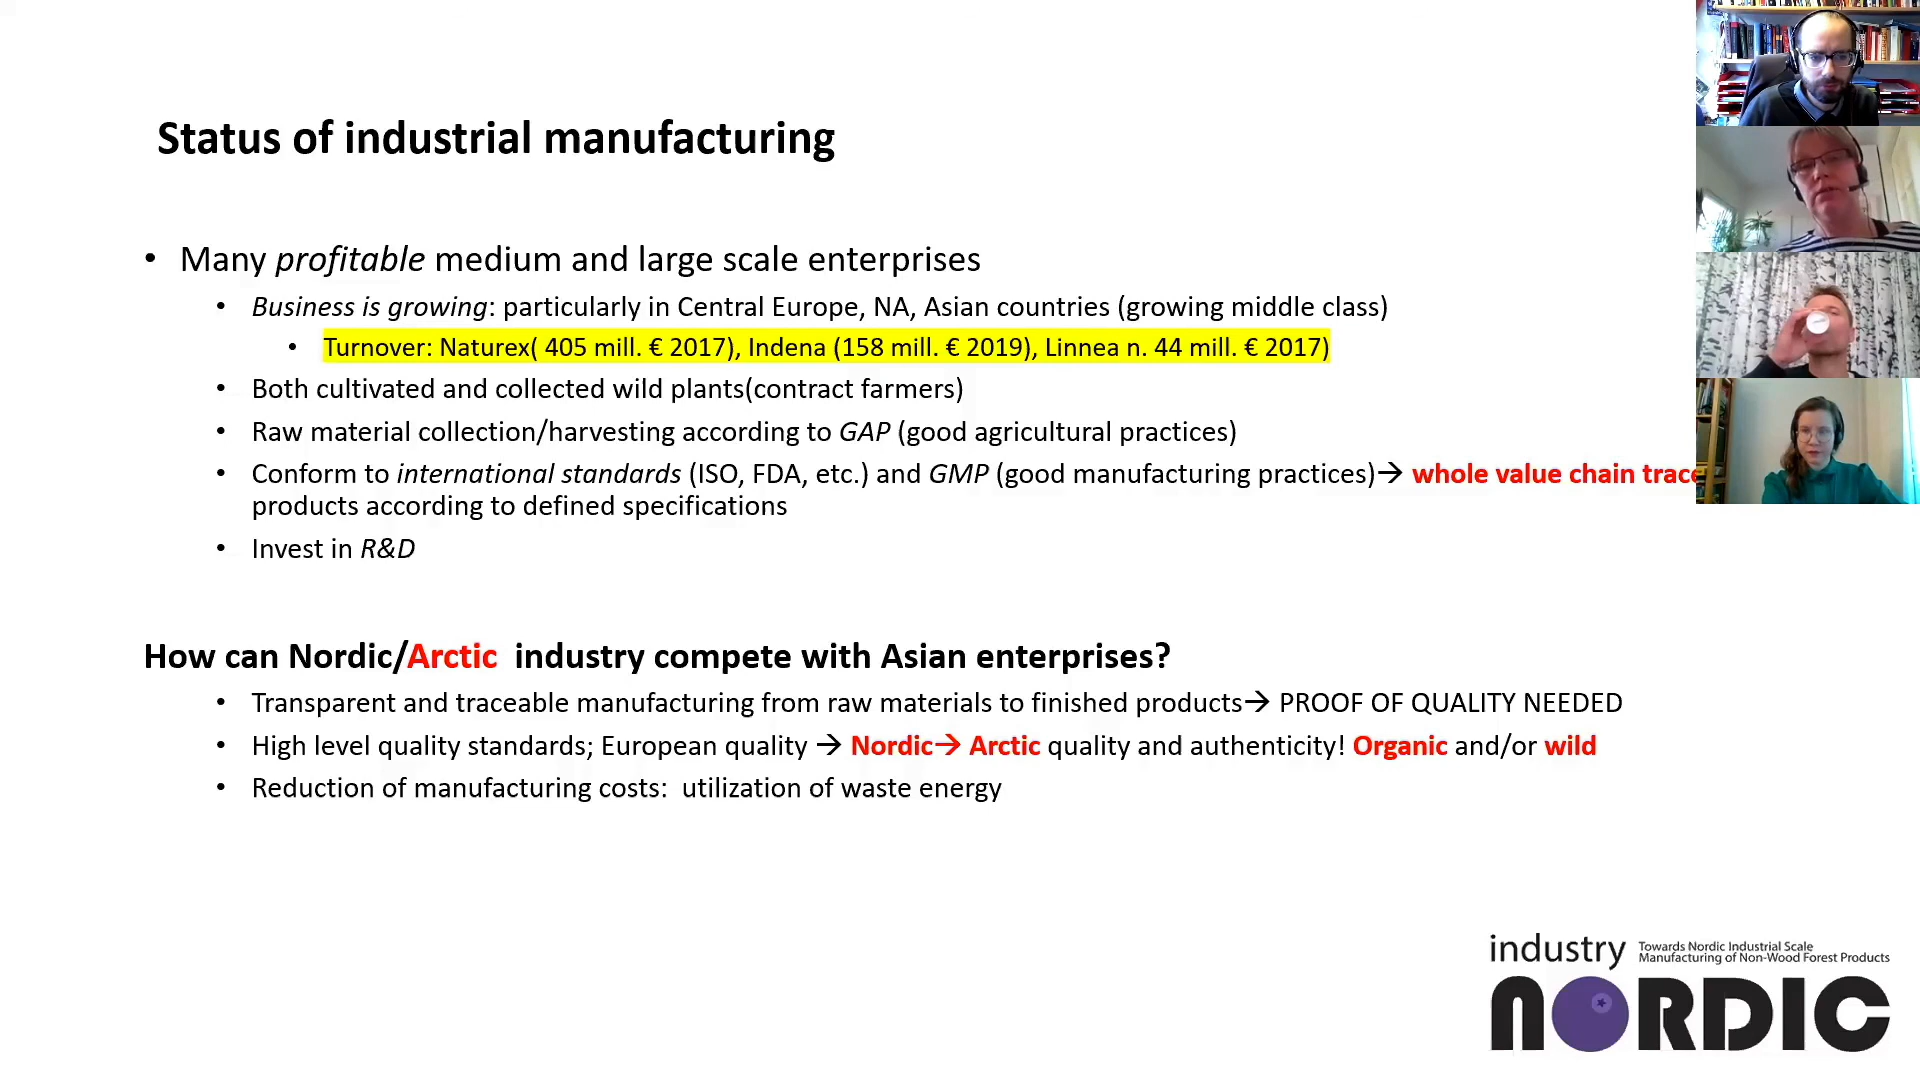 Status of industrial manufacturing
• Many profitable medium and large scale enterprises
• Business is growing: particularly in Central Europe, NA, Asian countries (growing middle class)
• Turnover: Naturex( 405 mill. € 2017), Indena (158 mill. € 2019), Linnea n. 44 mill. € 2017)
• Both cultivated and collected wild plants(contract farmers)
• Raw material collection/harvesting according to GAP (good agricultural practices)
• Conform to international standards (ISO, FDA, etc.) and GMP (good manufacturing practices)→ whole value chain
products according to defined specifications
• Invest in R&D
How can Nordic/Arctic industry compete with Asian enterprises?
• Transparent and traceable manufacturing from raw materials to finished products→ PROOF OF QUALITY NEEDED
• High level quality standards; European quality → Nordic→ Arctic quality and authenticity! Organic and/or wild
• Reduction of manufacturing costs: utilization of waste energy
industry Towards Nordic Industrial Scale
Manufacturing of Non-Wood Forest Products
NORDIC